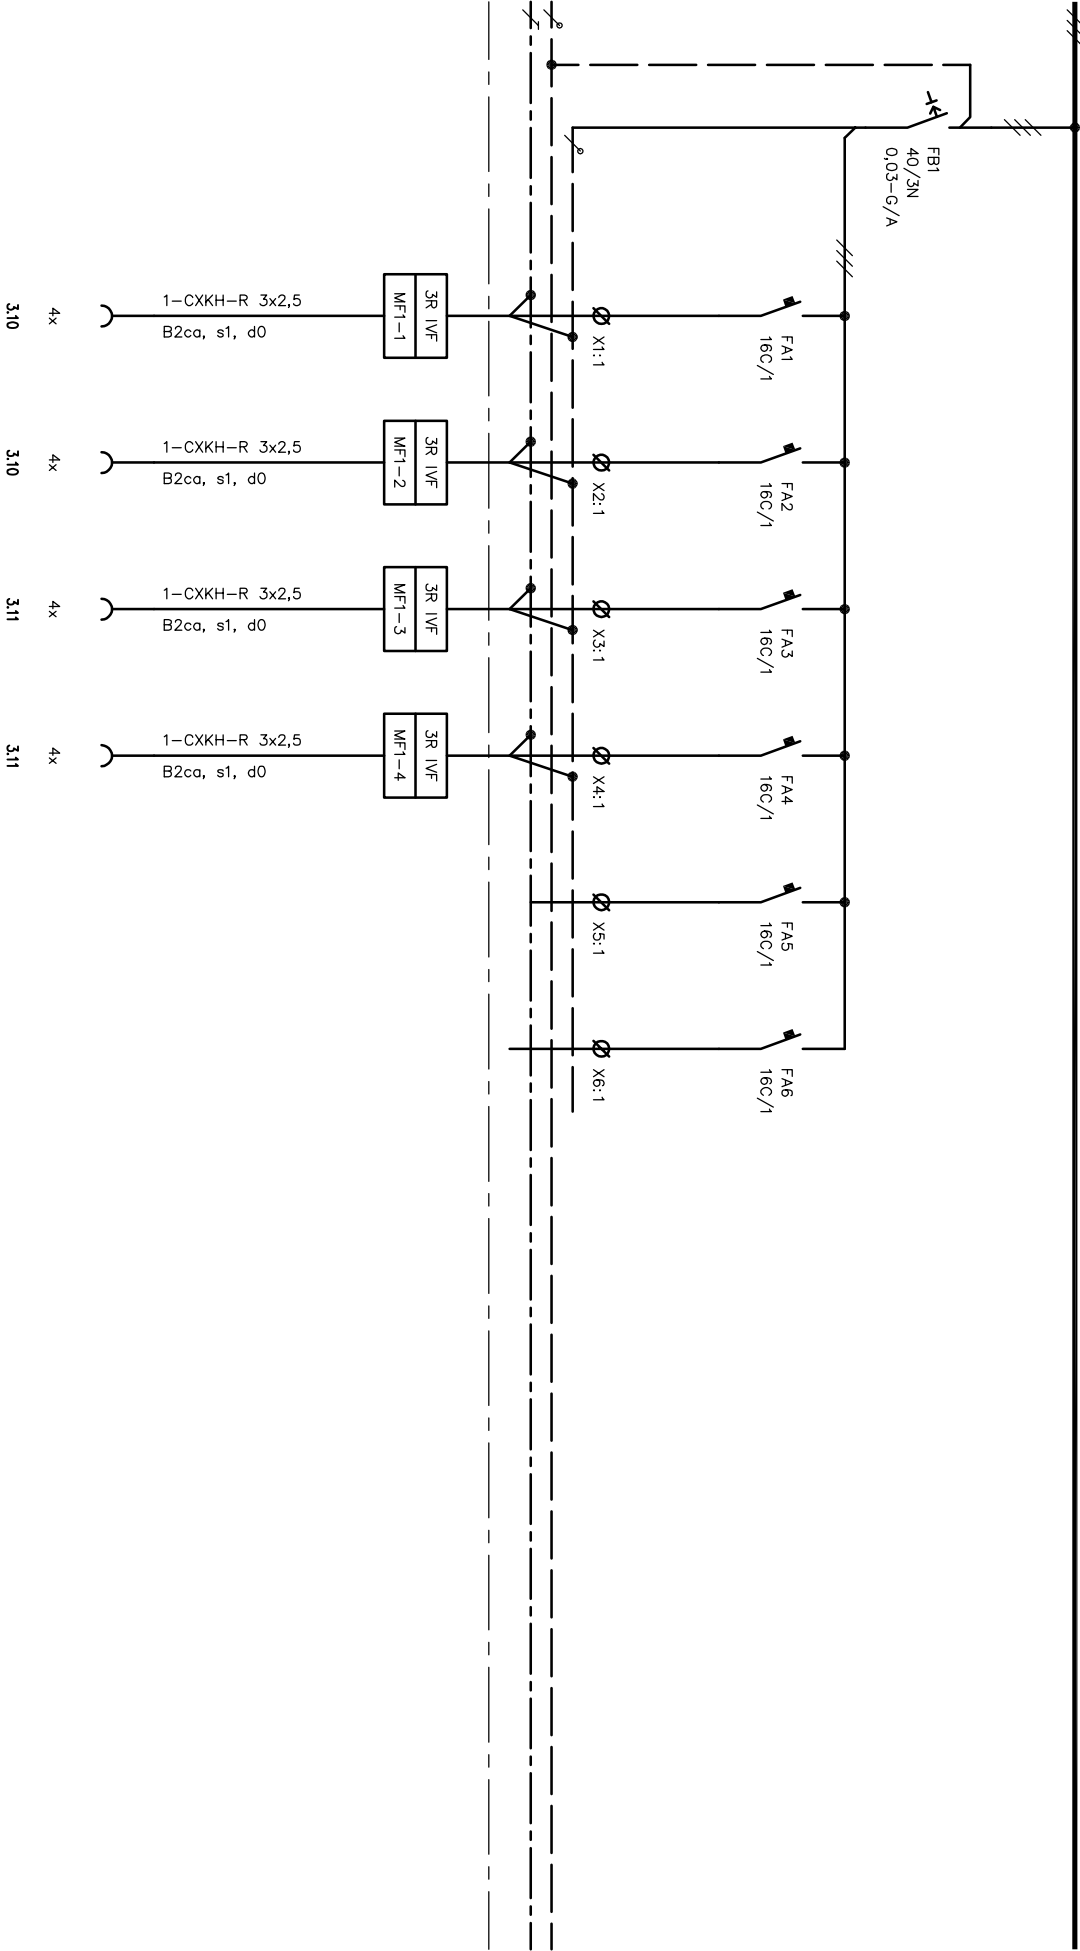 FB1
40/3N
0,03-G/A
FA1
16C/1
FA2
16C/1
FA3
16C/1
FA4
16C/1
FA5
16C/1
FA6
16C/1
X1:1
X2:1
X3:1
X4:1
X5:1
X6:1
3R IVF
MF1-1
3R IVF
MF1-2
3R IVF
MF1-3
3R IVF
MF1-4
1-CXKH-R 3x2,5
B2ca, s1, d0
1-CXKH-R 3x2,5
B2ca, s1, d0
1-CXKH-R 3x2,5
B2ca, s1, d0
1-CXKH-R 3x2,5
B2ca, s1, d0
4x
4x
4x
4x
3.10
3.10
3.11
3.11